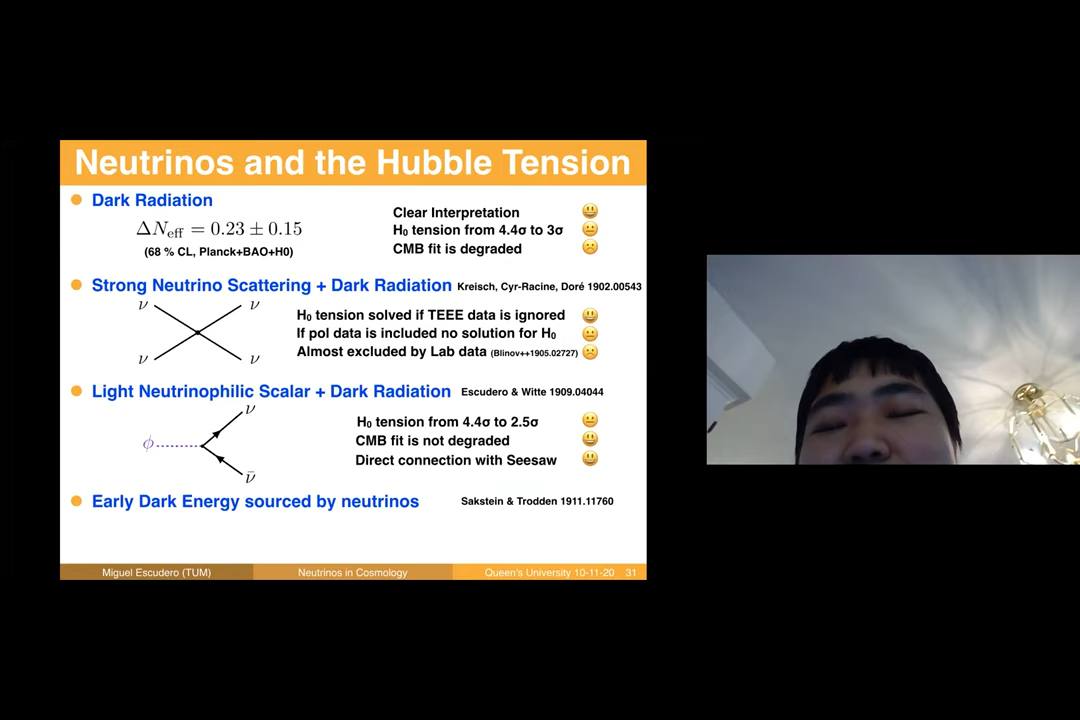 Neutrinos and the Hubble Tension
Dark Radiation
ΔN_eff = 0.23 ± 0.15
(68 % CL, Planck+BAO+H0)
Clear Interpretation
H₀ tension from 4.4σ to 3σ
CMB fit is degraded
Strong Neutrino Scattering + Dark Radiation Kreisch, Cyr-Racine, Doré 1902.00543
ν ν
ν ν
H₀ tension solved if TEEE data is ignored
If pol data is included no solution for H₀
Almost excluded by Lab data (Blinov++1905.02727)
Light Neutrinophilic Scalar + Dark Radiation Escudero & Witte 1909.04044
ν
ϕ
ν̄
H₀ tension from 4.4σ to 2.5σ
CMB fit is not degraded
Direct connection with Seesaw
Early Dark Energy sourced by neutrinos Sakstein & Trodden 1911.11760
Miguel Escudero (TUM) Neutrinos in Cosmology Queen's University 10-11-20 31